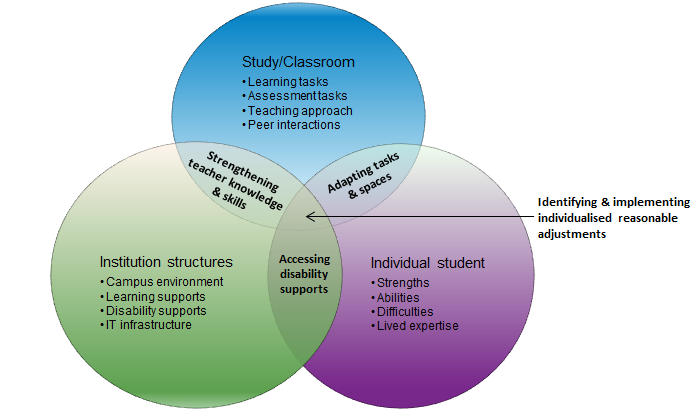 Study/Classroom
• Learning tasks
• Assessment tasks
• Teaching approach
• Peer interactions
Strengthening
teacher knowledge
& skills
Adapting tasks
& spaces
Identifying & implementing
individualised reasonable
adjustments
Institution structures
• Campus environment
• Learning supports
• Disability supports
• IT infrastructure
Accessing
disability
supports
Individual student
• Strengths
• Abilities
• Difficulties
• Lived expertise